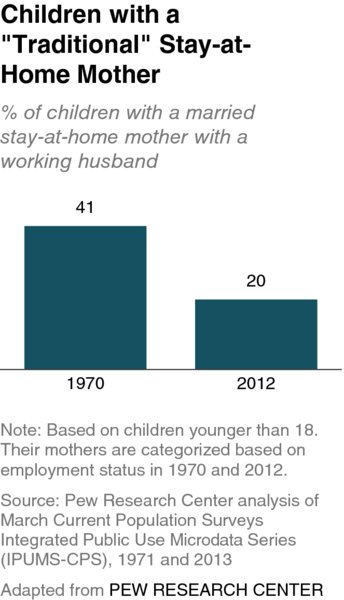 Children with a
"Traditional" Stay-at-
Home Mother
% of children with a married
stay-at-home mother with a
working husband
41
20
1970
2012
Note: Based on children younger than 18.
Their mothers are categorized based on
employment status in 1970 and 2012.
Source: Pew Research Center analysis of
March Current Population Surveys
Integrated Public Use Microdata Series
(IPUMS-CPS), 1971 and 2013
Adapted from PEW RESEARCH CENTER